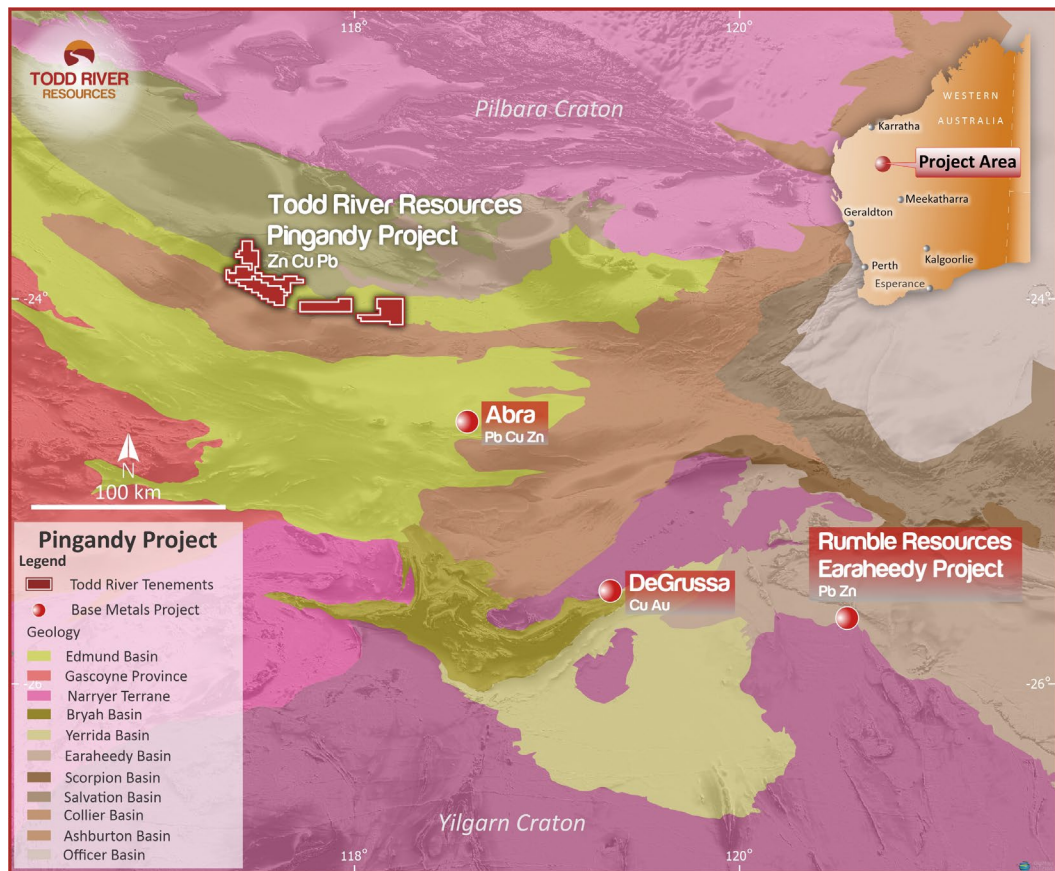 118°
120°
TODD RIVER
RESOURCES
Pilbara Craton
WESTERN
AUSTRALIA
Karratha
Project Area
Meekatharra
Geraldton
Kalgoorlie
Perth
Esperance
Todd River Resources
Pingandy Project
Zn Cu Pb
-24°
-24°
Abra
Pb Cu Zn
N
100 km
Rumble Resources
Earaheedy Project
Pb Zn
DeGrussa
Cu Au
Pingandy Project
Legend
Todd River Tenements
Base Metals Project
Geology
Edmund Basin
Gascoyne Province
Narryer Terrane
Bryah Basin
Yerrida Basin
Earaheedy Basin
Scorpion Basin
Salvation Basin
Collier Basin
Ashburton Basin
Officer Basin
-26
-26°
Yilgarn Craton
118°
120°